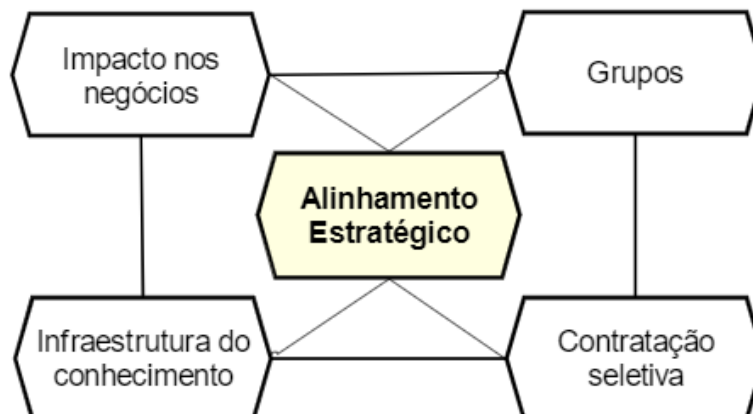 Impacto nos
negócios
Grupos
Alinhamento
Estratégico
Infraestrutura do
conhecimento
Contratação
seletiva